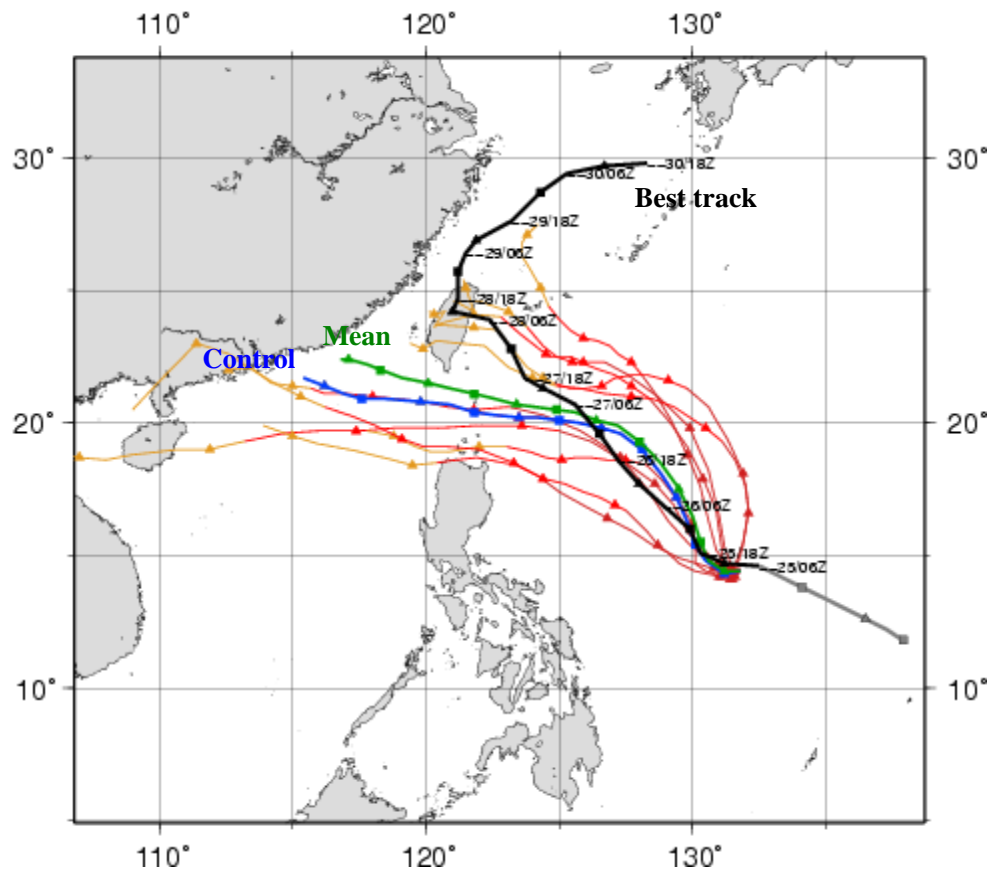 110° 120° 130°
30° 30°
--30/18Z
--30/06Z
Best track
--29/18Z
--29/06Z
--28/18Z
--28/06Z
Mean
Control
--27/18Z
--27/06Z
20° 20°
--26/18Z
--26/06Z
--25/18Z
--25/06Z
10° 10°
110° 120° 130°